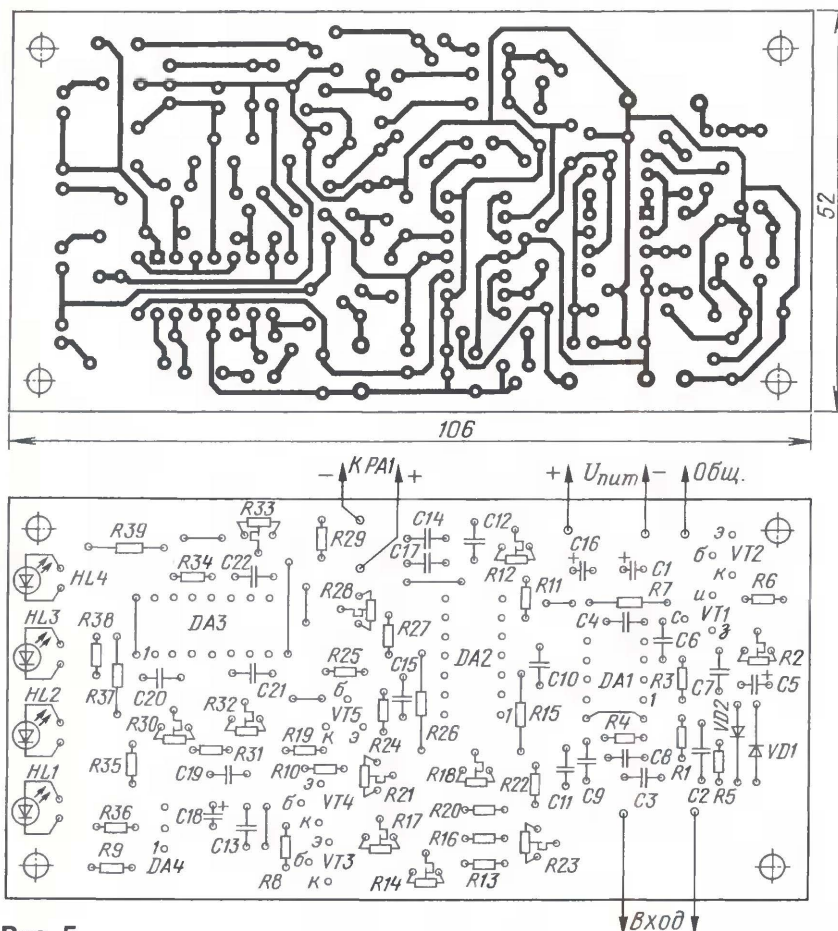 52
106
– КРА1 +
+ Uпит – Общ.
R39
R33
R29
C14
C17
C12
R12
C16
C1
э
б
к
VT2
R6
HL4
R34
C22
R28
R11
R7
и
с
з
VT1
HL3
R38
DA3
R27
C4
C6
R2
1
R37
C20
C21
R25
C15
DA2
C10
DA1
R3
C7
C5
HL2
R30
R32
б
VT5
к
э
R24
R26
1
R15
1
R4
VD2
VD1
R35
R31
R19
C19
R10
R21
R18
R22
C11
C9
C8
C3
R1
C2
R5
HL1
R36
C18
C13
э
б
VT4
к
R17
R20
R16
R23
R9
1
DA4
R8
э
б
VT3
к
R14
R13
Вход
Рис. 5